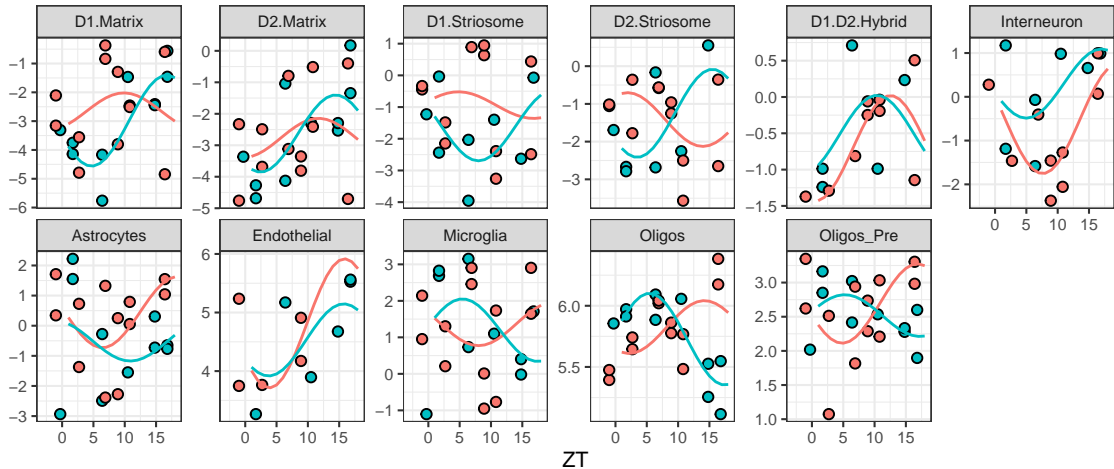 D1.Matrix D2.Matrix D1.Striosome D2.Striosome D1.D2.Hybrid Interneuron
−1 −2 −3 −4 −5 −6
0 −1 −2 −3 −4 −5
1 0 −1 −2 −3 −4
0 −1 −2 −3
0.5 0.0 −0.5 −1.0 −1.5
1 0 −1 −2
0 5 10 15
Astrocytes Endothelial Microglia Oligos Oligos_Pre
2 1 0 −1 −2 −3
6 5 4
3 2 1 0 −1
6.0 5.5
3.5 3.0 2.5 2.0 1.5 1.0
0 5 10 15 0 5 10 15 0 5 10 15 0 5 10 15 0 5 10 15
ZT